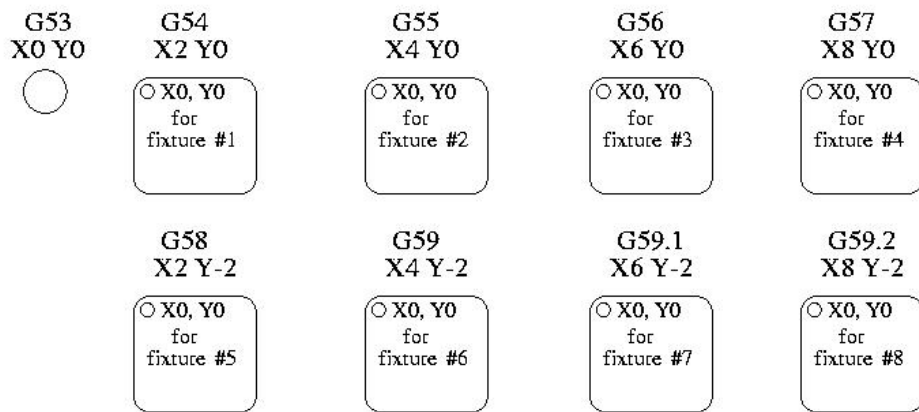 G53 G54 G55 G56 G57
X0 Y0 X2 Y0 X4 Y0 X6 Y0 X8 Y0
X0, Y0 X0, Y0 X0, Y0 X0, Y0
for for for for
fixture #1 fixture #2 fixture #3 fixture #4
G58 G59 G59.1 G59.2
X2 Y-2 X4 Y-2 X6 Y-2 X8 Y-2
X0, Y0 X0, Y0 X0, Y0 X0, Y0
for for for for
fixture #5 fixture #6 fixture #7 fixture #8